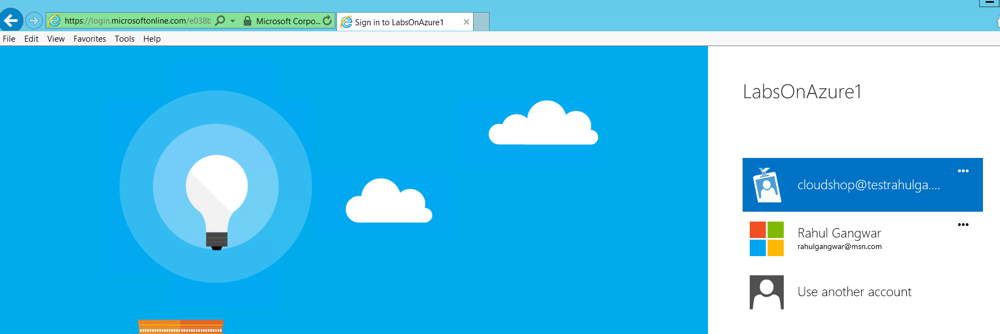 https://login.microsoftonline.com/e038b Microsoft Corpo... Sign in to LabsOnAzure1
File Edit View Favorites Tools Help
LabsOnAzure1
cloudshop@testrahulga....
Rahul Gangwar
rahulgangwar@msn.com
Use another account